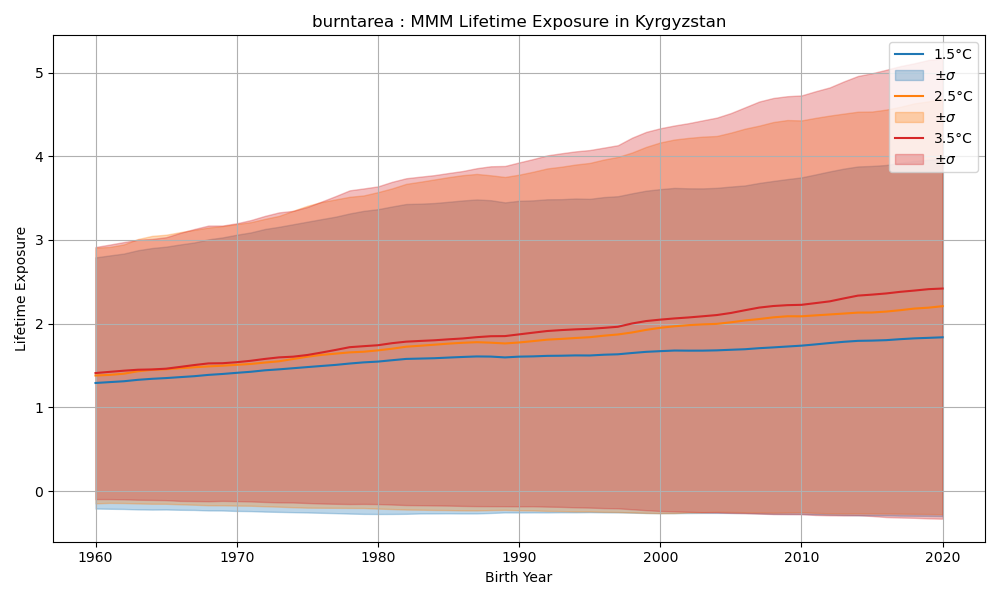 burntarea : MMM Lifetime Exposure in Kyrgyzstan
Lifetime Exposure
5
4
3
2
1
0
1960
1970
1980
1990
2000
2010
2020
Birth Year
1.5°C
±σ
2.5°C
±σ
3.5°C
±σ